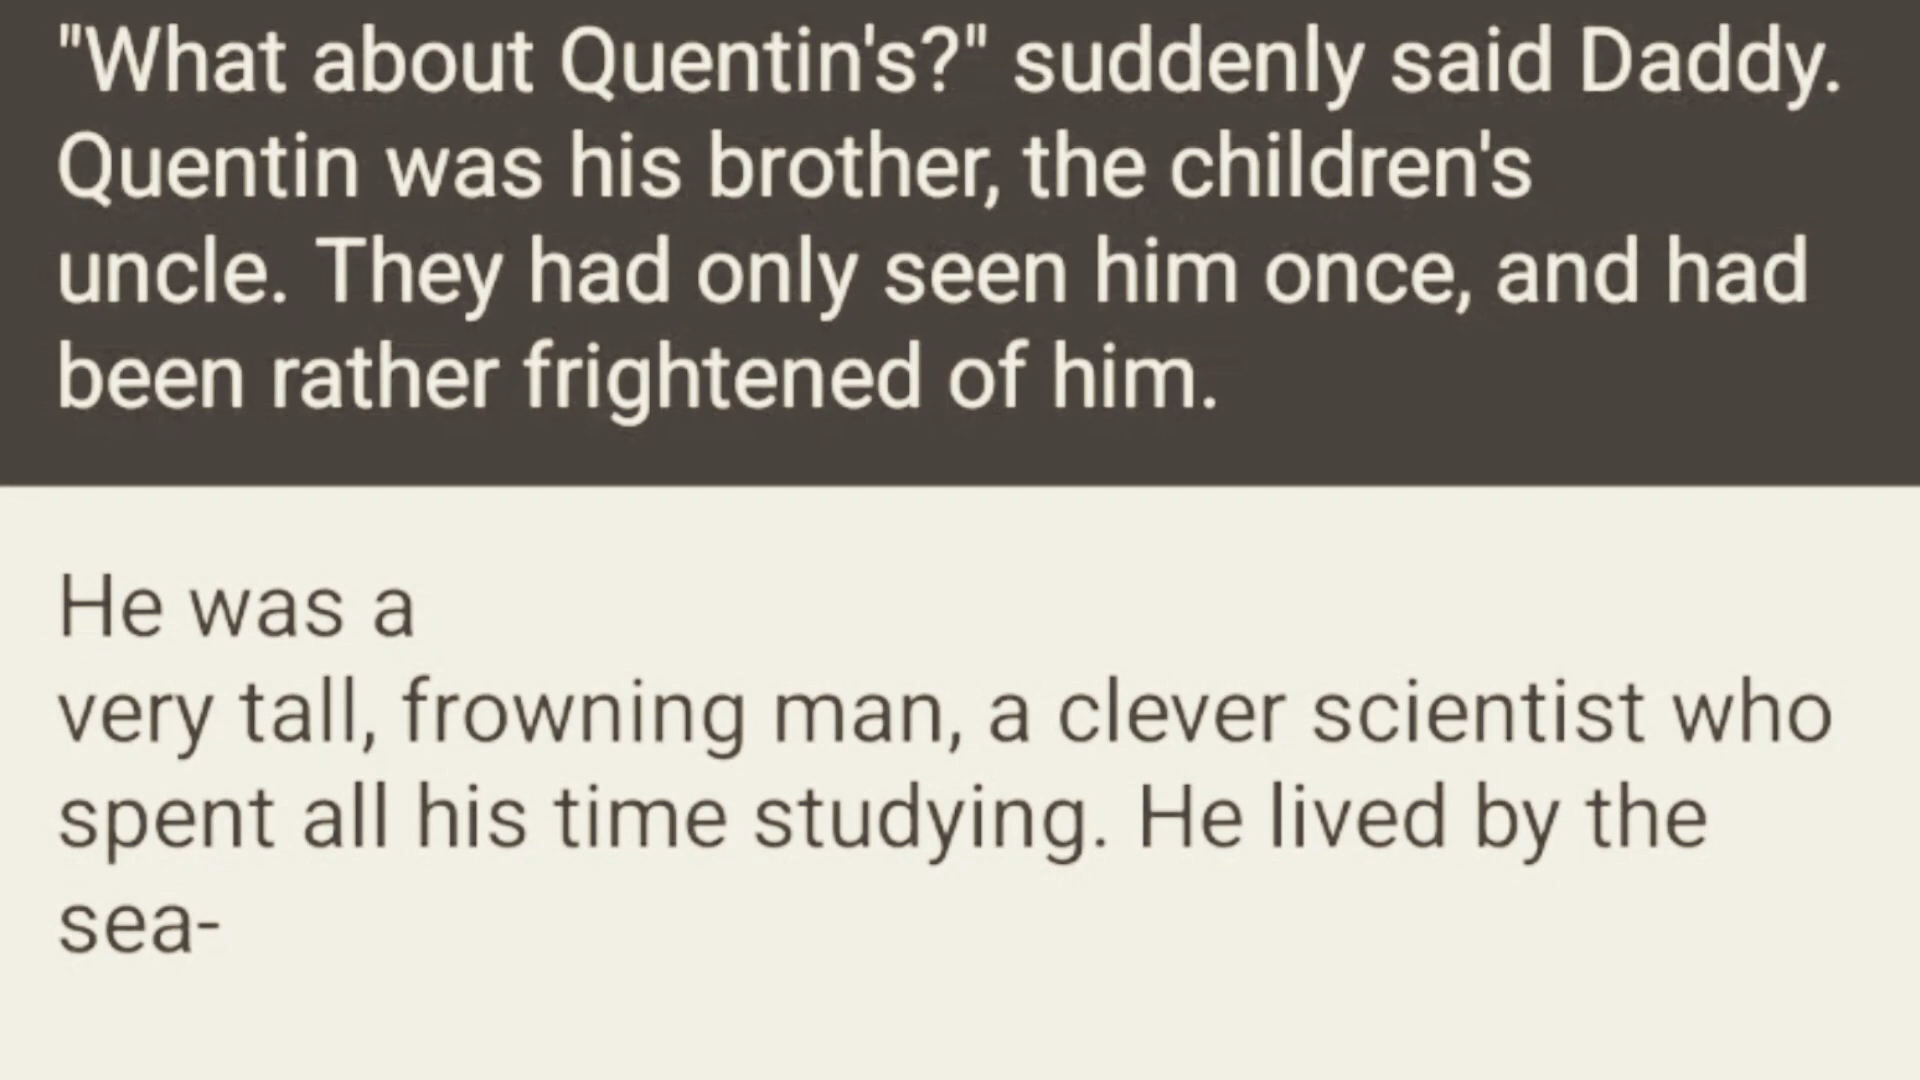 "What about Quentin's?" suddenly said Daddy.
Quentin was his brother, the children's
uncle. They had only seen him once, and had
been rather frightened of him.
He was a
very tall, frowning man, a clever scientist who
spent all his time studying. He lived by the
sea-